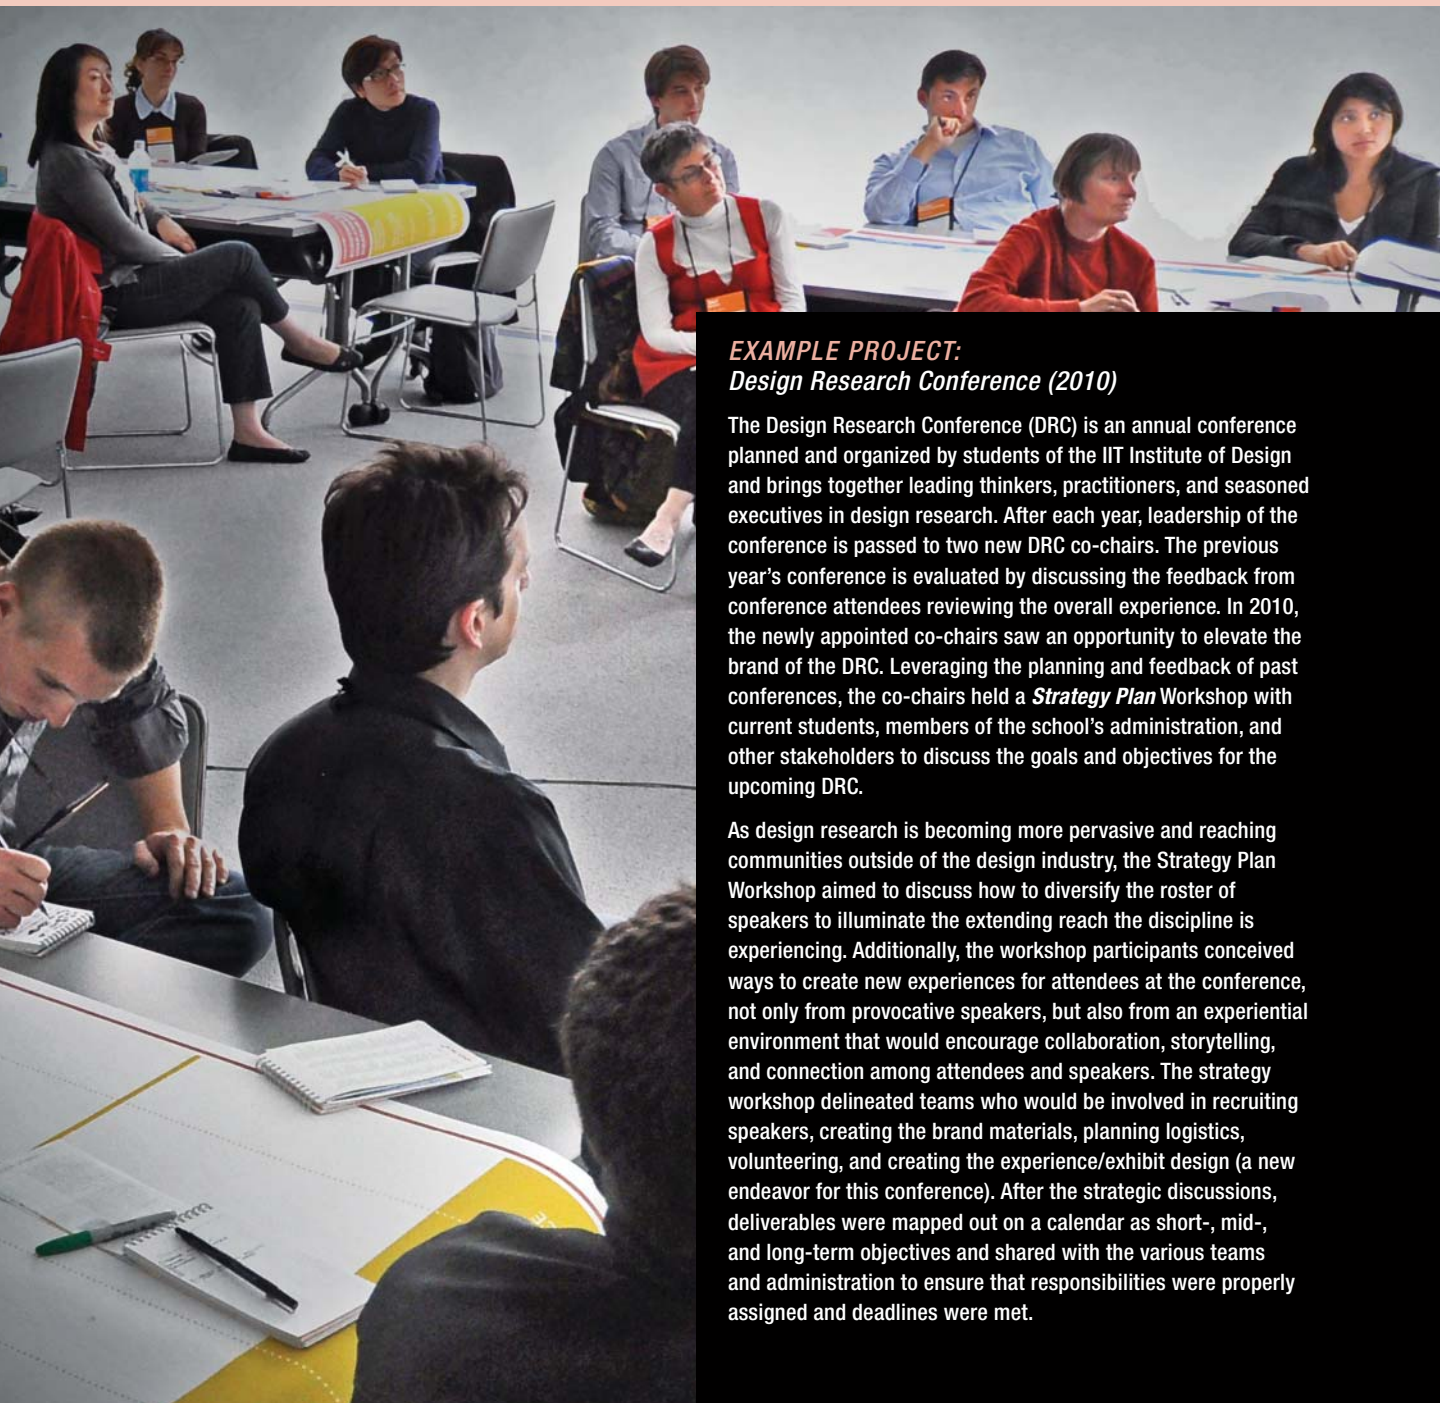 EXAMPLE PROJECT:
Design Research Conference (2010)
The Design Research Conference (DRC) is an annual conference
planned and organized by students of the IIT Institute of Design
and brings together leading thinkers, practitioners, and seasoned
executives in design research. After each year, leadership of the
conference is passed to two new DRC co-chairs. The previous
year’s conference is evaluated by discussing the feedback from
conference attendees reviewing the overall experience. In 2010,
the newly appointed co-chairs saw an opportunity to elevate the
brand of the DRC. Leveraging the planning and feedback of past
conferences, the co-chairs held a Strategy Plan Workshop with
current students, members of the school’s administration, and
other stakeholders to discuss the goals and objectives for the
upcoming DRC.
As design research is becoming more pervasive and reaching
communities outside of the design industry, the Strategy Plan
Workshop aimed to discuss how to diversify the roster of
speakers to illuminate the extending reach the discipline is
experiencing. Additionally, the workshop participants conceived
ways to create new experiences for attendees at the conference,
not only from provocative speakers, but also from an experiential
environment that would encourage collaboration, storytelling,
and connection among attendees and speakers. The strategy
workshop delineated teams who would be involved in recruiting
speakers, creating the brand materials, planning logistics,
volunteering, and creating the experience/exhibit design (a new
endeavor for this conference). After the strategic discussions,
deliverables were mapped out on a calendar as short-, mid-,
and long-term objectives and shared with the various teams
and administration to ensure that responsibilities were properly
assigned and deadlines were met.